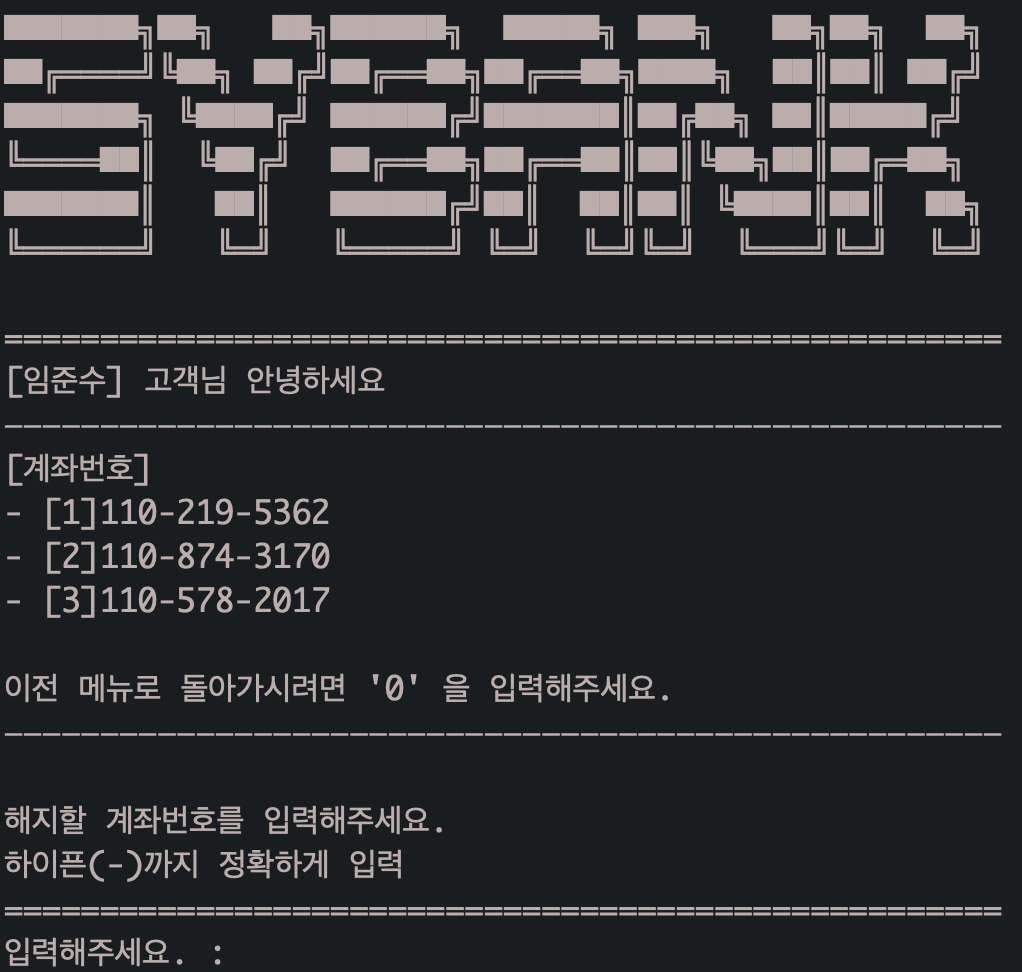 SYBANK
====================================================
[임준수] 고객님 안녕하세요
----------------------------------------------------
[계좌번호]
- [1]110-219-5362
- [2]110-874-3170
- [3]110-578-2017
이전 메뉴로 돌아가시려면 '0' 을 입력해주세요.
----------------------------------------------------
해지할 계좌번호를 입력해주세요.
하이픈(-)까지 정확하게 입력
====================================================
입력해주세요. :